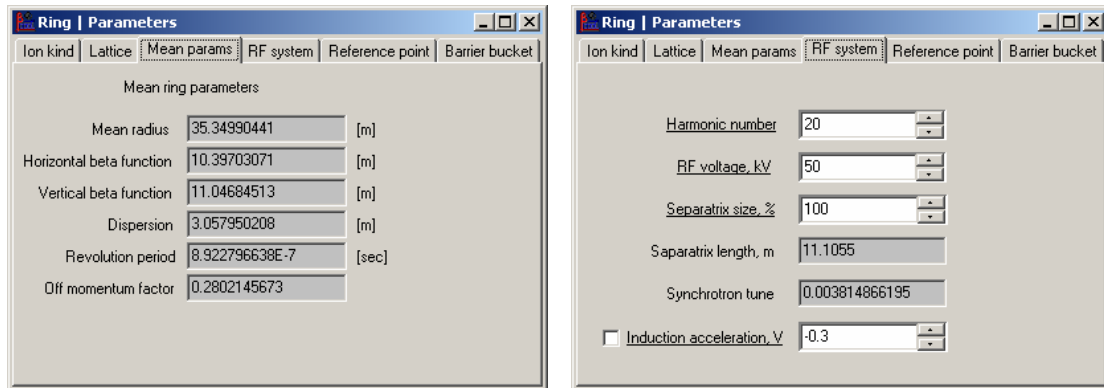 Ring | Parameters
Ion kind Lattice Mean params RF system Reference point Barrier bucket
Mean ring parameters
Mean radius 35.34990441 [m]
Horizontal beta function 10.39703071 [m]
Vertical beta function 11.04684513 [m]
Dispersion 3.057950208 [m]
Revolution period 8.922796638E-7 [sec]
Off momentum factor 0.2802145673
Ring | Parameters
Ion kind Lattice Mean params RF system Reference point Barrier bucket
Harmonic number 20
RF voltage, kV 50
Separatrix size, % 100
Saparatrix length, m 11.1055
Synchrotron tune 0.003814866195
Induction acceleration, V -0.3